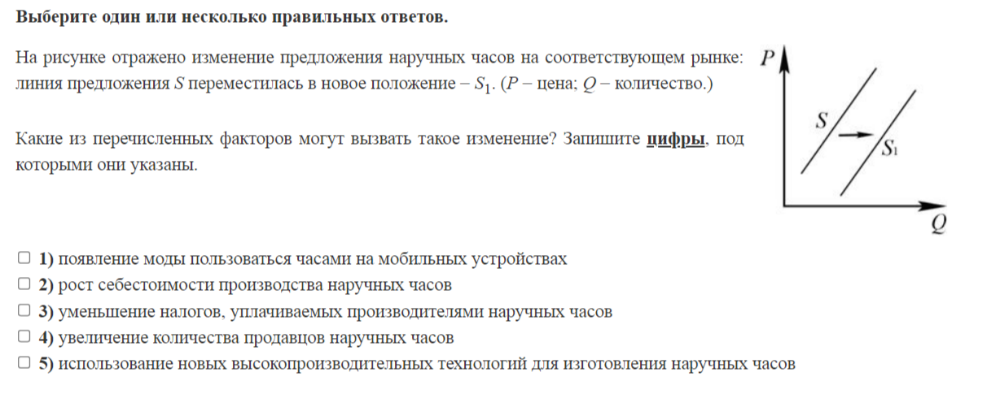 Выберите один или несколько правильных ответов.
На рисунке отражено изменение предложения наручных часов на соответствующем рынке:
линия предложения S переместилась в новое положение – S₁. (P – цена; Q – количество.)
Какие из перечисленных факторов могут вызвать такое изменение? Запишите цифры, под
которыми они указаны.
P
S
S₁
Q
1) появление моды пользоваться часами на мобильных устройствах
2) рост себестоимости производства наручных часов
3) уменьшение налогов, уплачиваемых производителями наручных часов
4) увеличение количества продавцов наручных часов
5) использование новых высокопроизводительных технологий для изготовления наручных часов